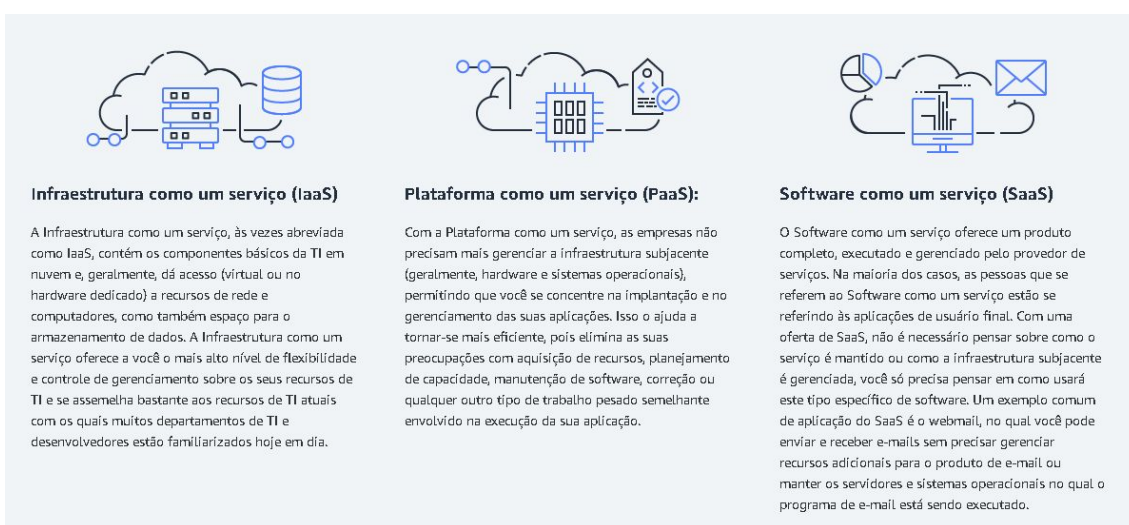 Infraestrutura como um serviço (IaaS)
A Infraestrutura como um serviço, às vezes abreviada
como IaaS, contém os componentes básicos da TI em
nuvem e, geralmente, dá acesso (virtual ou no
hardware dedicado) a recursos de rede e
computadores, como também espaço para o
armazenamento de dados. A Infraestrutura como um
serviço oferece a você o mais alto nível de flexibilidade
e controle de gerenciamento sobre os seus recursos de
TI e se assemelha bastante aos recursos de TI atuais
com os quais muitos departamentos de TI e
desenvolvedores estão familiarizados hoje em dia.
Plataforma como um serviço (PaaS):
Com a Plataforma como um serviço, as empresas não
precisam mais gerenciar a infraestrutura subjacente
(geralmente, hardware e sistemas operacionais),
permitindo que você se concentre na implantação e no
gerenciamento das suas aplicações. Isso o ajuda a
tornar-se mais eficiente, pois elimina as suas
preocupações com aquisição de recursos, planejamento
de capacidade, manutenção de software, correção ou
qualquer outro tipo de trabalho pesado semelhante
envolvido na execução da sua aplicação.
Software como um serviço (SaaS)
O Software como um serviço oferece um produto
completo, executado e gerenciado pelo provedor de
serviços. Na maioria dos casos, as pessoas que se
referem ao Software como um serviço estão se
referindo às aplicações de usuário final. Com uma
oferta de SaaS, não é necessário pensar sobre como o
serviço é mantido ou como a infraestrutura subjacente
é gerenciada, você só precisa pensar em como usará
este tipo específico de software. Um exemplo comum
de aplicação do SaaS é o webmail, no qual você pode
enviar e receber e-mails sem precisar gerenciar
recursos adicionais para o produto de e-mail ou
manter os servidores e sistemas operacionais no qual o
programa de e-mail está sendo executado.